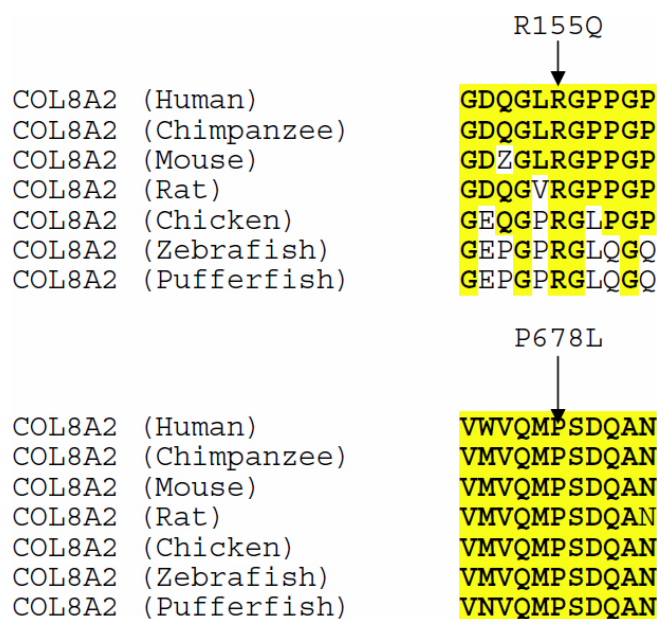 R155Q
COL8A2 (Human) GDQGLRGPPGP
COL8A2 (Chimpanzee) GDQGLRGPPGP
COL8A2 (Mouse) GDZGLRGPPGP
COL8A2 (Rat) GDQGVRGPPGP
COL8A2 (Chicken) GEQGPRGLPGP
COL8A2 (Zebrafish) GEPGPRGLQGQ
COL8A2 (Pufferfish) GEPGPRGLQGQ
P678L
COL8A2 (Human) VWVQMPSDQAN
COL8A2 (Chimpanzee) VMVQMPSDQAN
COL8A2 (Mouse) VMVQMPSDQAN
COL8A2 (Rat) VMVQMPSDQAN
COL8A2 (Chicken) VMVQMPSDQAN
COL8A2 (Zebrafish) VMVQMPSDQAN
COL8A2 (Pufferfish) VNVQMPSDQAN